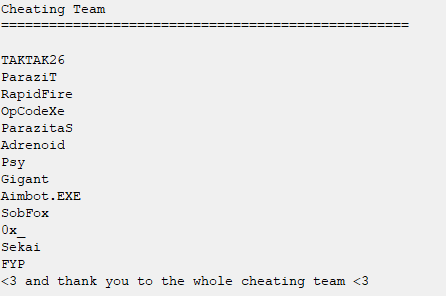 Cheating Team
===================================================
TAKTAK26
ParaziT
RapidFire
OpCodeXe
ParazitaS
Adrenoid
Psy
Gigant
Aimbot.EXE
SobFox
0x_
Sekai
FYP
<3 and thank you to the whole cheating team <3